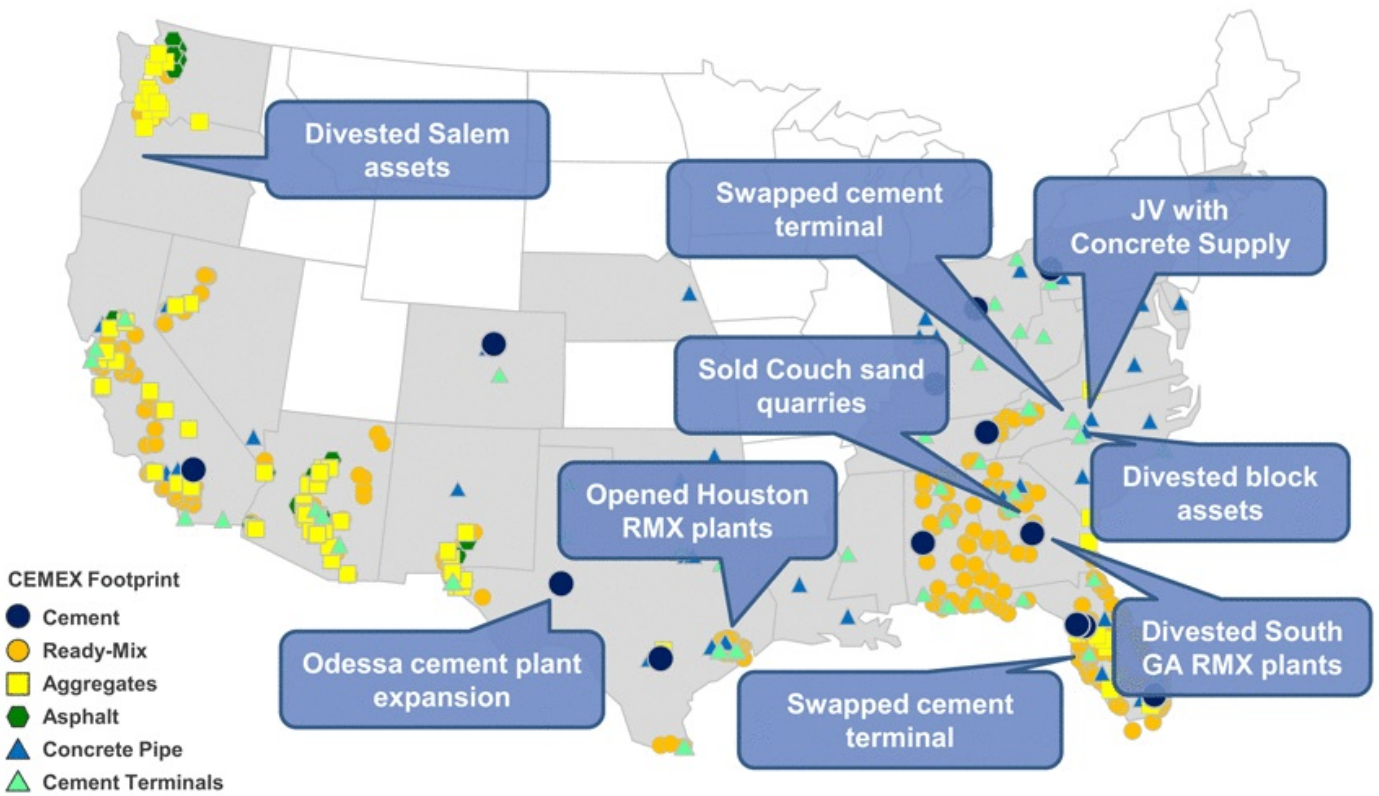 Divested Salem
assets
Swapped cement
terminal
JV with
Concrete Supply
Sold Couch sand
quarries
Opened Houston
RMX plants
Divested block
assets
CEMEX Footprint
Cement
Ready-Mix
Aggregates
Asphalt
Concrete Pipe
Cement Terminals
Odessa cement plant
expansion
Divested South
GA RMX plants
Swapped cement
terminal